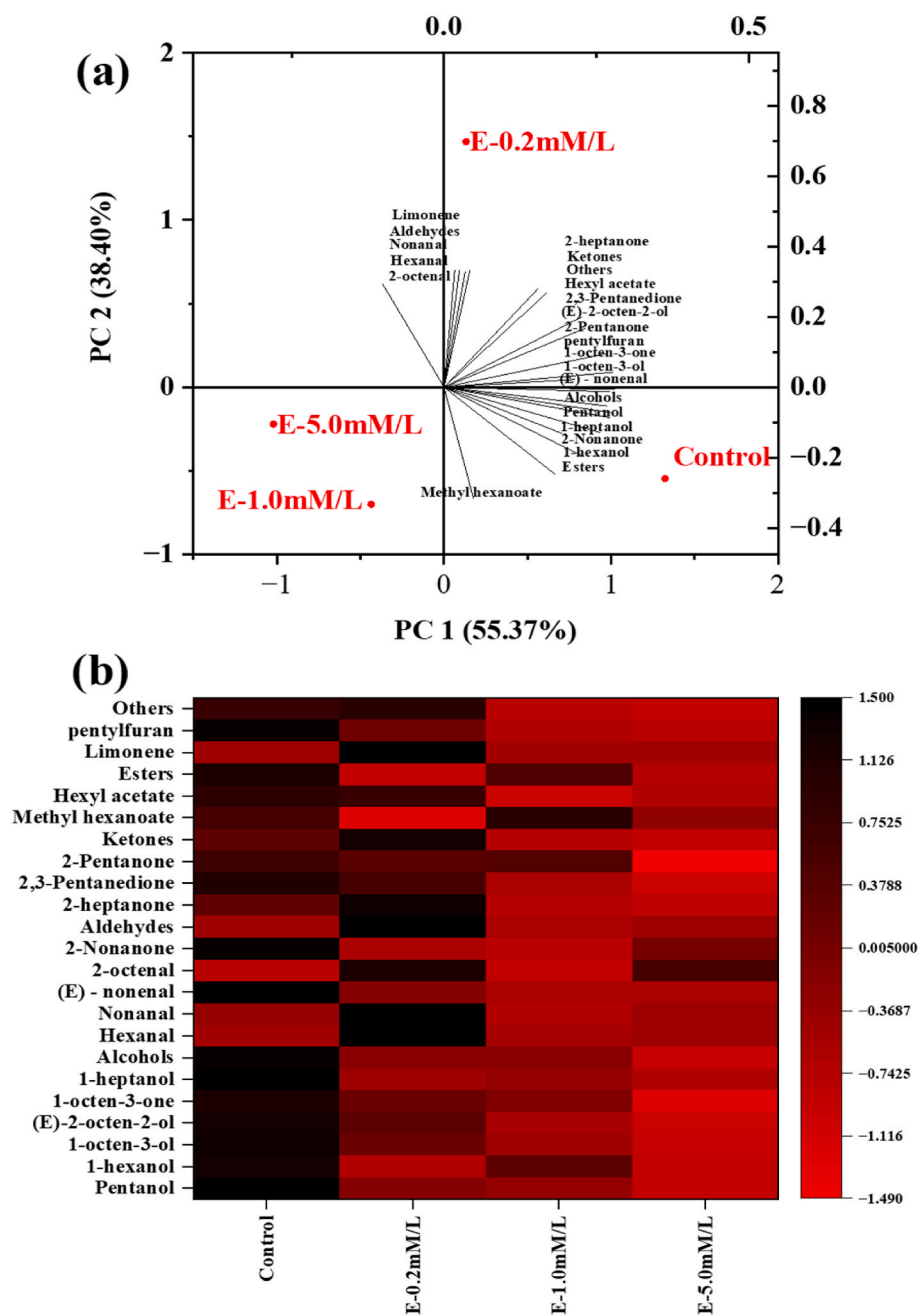 (a)
0.0 0.5
2
1
0
−1
0.8
0.6
0.4
0.2
0.0
−0.2
−0.4
PC 2 (38.40%)
E-0.2mM/L
Limonene
Aldehydes
Nonanal
Hexanal
2-octenal
2-heptanone
Ketones
Others
Hexyl acetate
2,3-Pentanedione
(E)-2-octen-2-ol
2-Pentanone
pentylfuran
1-octen-3-one
1-octen-3-ol
(E) - nonenal
Alcohols
Pentanol
1-heptanol
2-Nonanone
1-hexanol
Esters
Methyl hexanoate
E-5.0mM/L
E-1.0mM/L
Control
−1 0 1 2
PC 1 (55.37%)
(b)
Others
pentylfuran
Limonene
Esters
Hexyl acetate
Methyl hexanoate
Ketones
2-Pentanone
2,3-Pentanedione
2-heptanone
Aldehydes
2-Nonanone
2-octenal
(E) - nonenal
Nonanal
Hexanal
Alcohols
1-heptanol
1-octen-3-one
(E)-2-octen-2-ol
1-octen-3-ol
1-hexanol
Pentanol
Control
E-0.2mM/L
E-1.0mM/L
E-5.0mM/L
1.500
1.126
0.7525
0.3788
0.005000
−0.3687
−0.7425
−1.116
−1.490